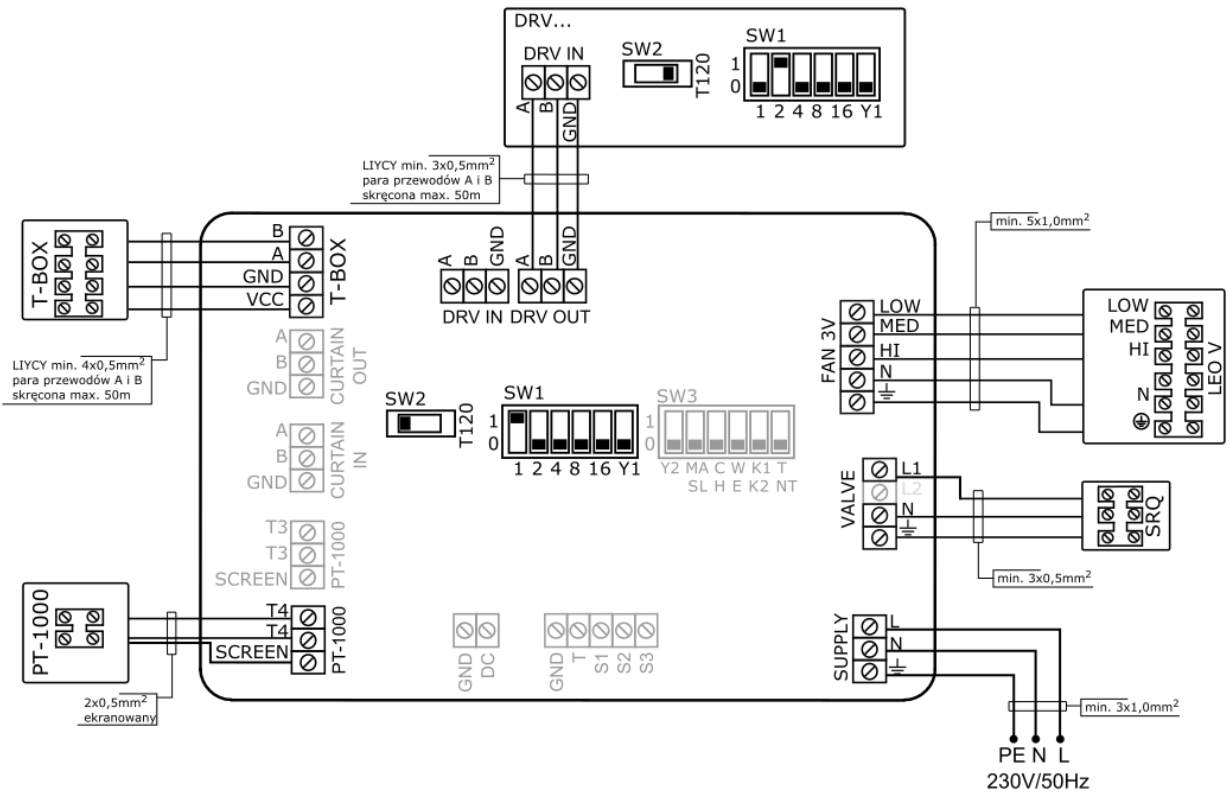 DRV...
DRV IN
A
B
GND
SW2
T120
SW1
1
0
1 2 4 8 16 Y1
LIYCY min. 3x0,5mm²
para przewodów A i B
skręcona max. 50m
T-BOX
B
A
GND
VCC
T-BOX
LIYCY min. 4x0,5mm²
para przewodów A i B
skręcona max. 50m
A
B
GND
DRV IN
A
B
GND
DRV OUT
A
B
GND
CURTAIN
OUT
A
B
GND
CURTAIN
IN
T3
T3
SCREEN
PT-1000
PT-1000
T4
T4
SCREEN
PT-1000
2x0,5mm²
ekranowany
SW2
T120
SW1
1
0
1 2 4 8 16 Y1
SW3
1
0
Y2 MA C W K1 T
SL H E K2 NT
GND
DC
GND
T
S1
S2
S3
FAN 3V
LOW
MED
HI
N
min. 5x1,0mm²
LOW
MED
HI
N
LEO V
VALVE
L1
L2
N
SRQ
min. 3x0,5mm²
SUPPLY
L
N
min. 3x1,0mm²
PE N L
230V/50Hz